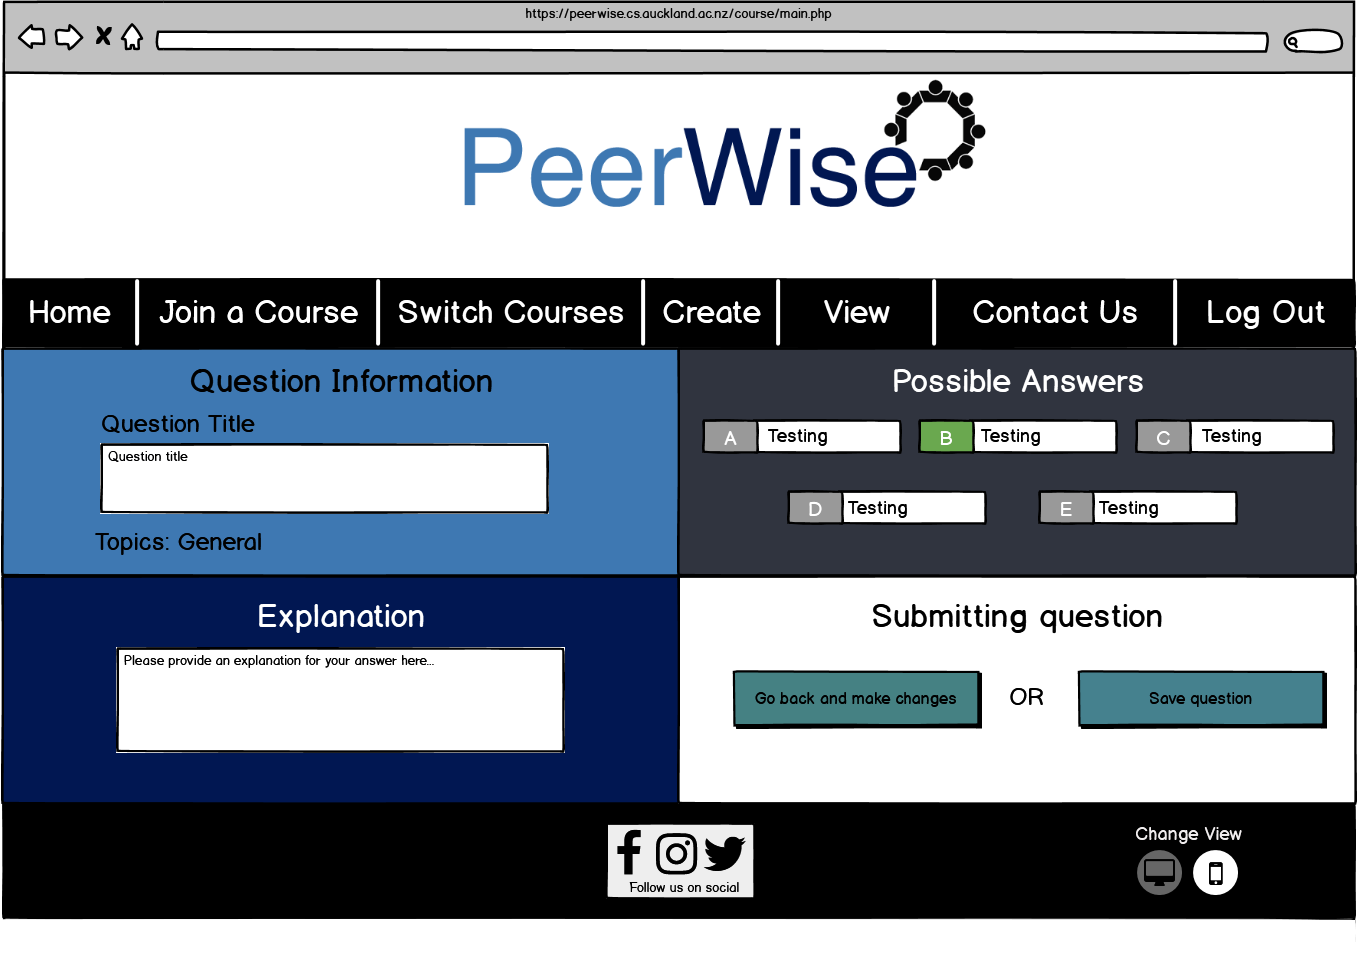 https://peerwise.cs.auckland.ac.nz/course/main.php
PeerWise
Home Join a Course Switch Courses Create View Contact Us Log Out
Question Information
Question Title
Question title
Topics: General
Possible Answers
A Testing B Testing C Testing
D Testing E Testing
Explanation
Please provide an explanation for your answer here...
Submitting question
Go back and make changes OR Save question
Follow us on social
Change View